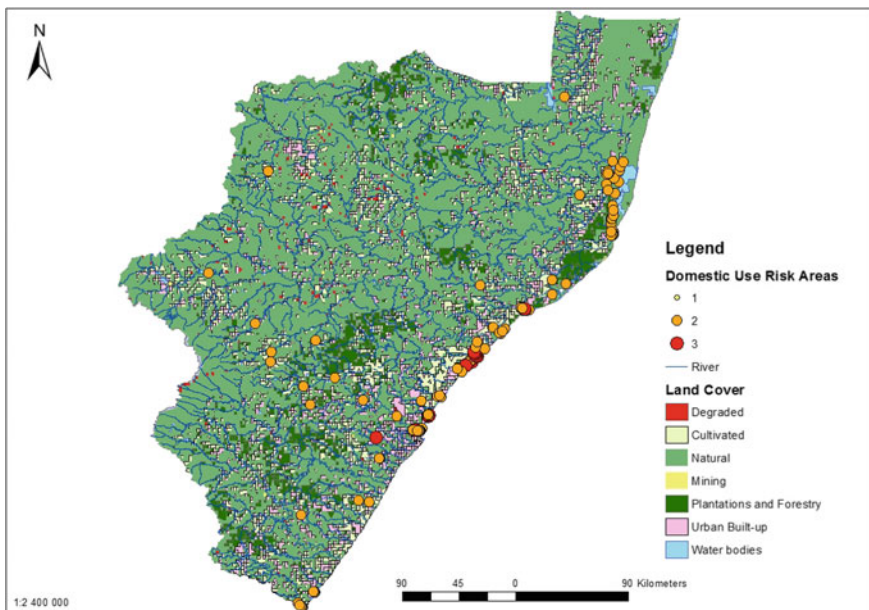 N
Legend
Domestic Use Risk Areas
1
2
3
River
Land Cover
Degraded
Cultivated
Natural
Mining
Plantations and Forestry
Urban Built-up
Water bodies
90 45 0 90 Kilometers
1:2 400 000